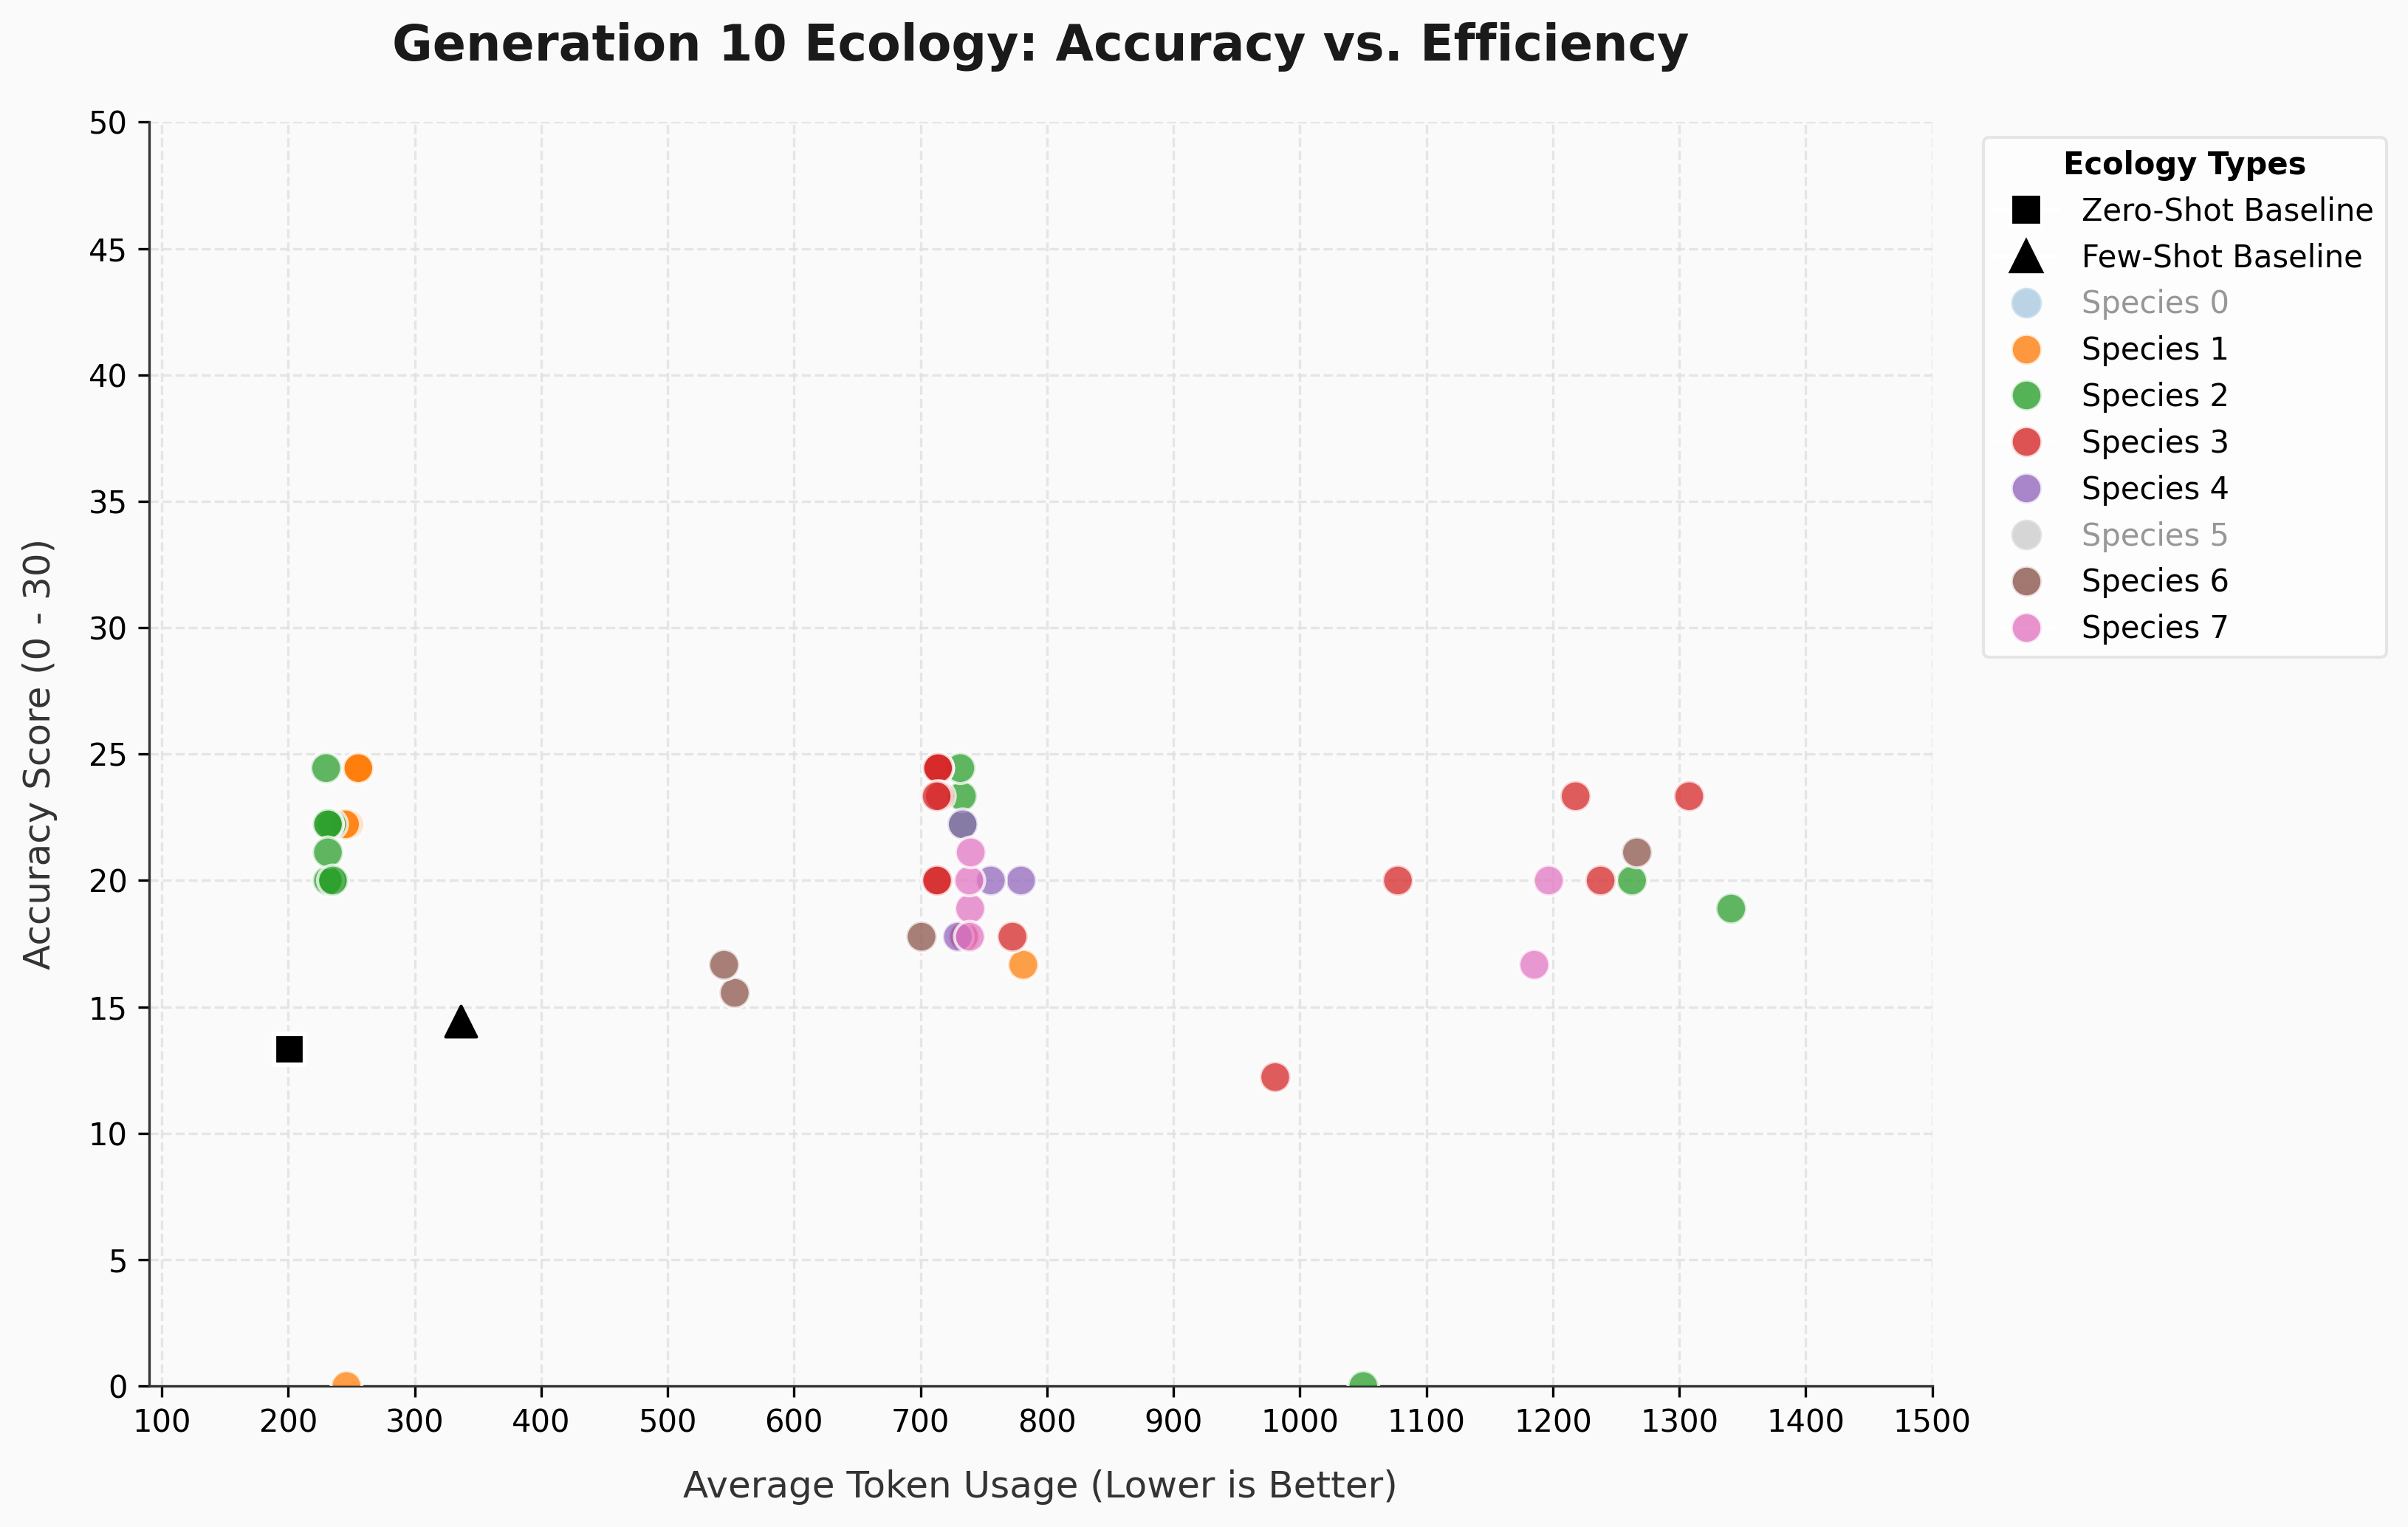 Generation 10 Ecology: Accuracy vs. Efficiency
50
45
40
35
30
25
20
15
10
5
0
Accuracy Score (0 - 30)
100 200 300 400 500 600 700 800 900 1000 1100 1200 1300 1400 1500
Average Token Usage (Lower is Better)
Ecology Types
Zero-Shot Baseline
Few-Shot Baseline
Species 0
Species 1
Species 2
Species 3
Species 4
Species 5
Species 6
Species 7